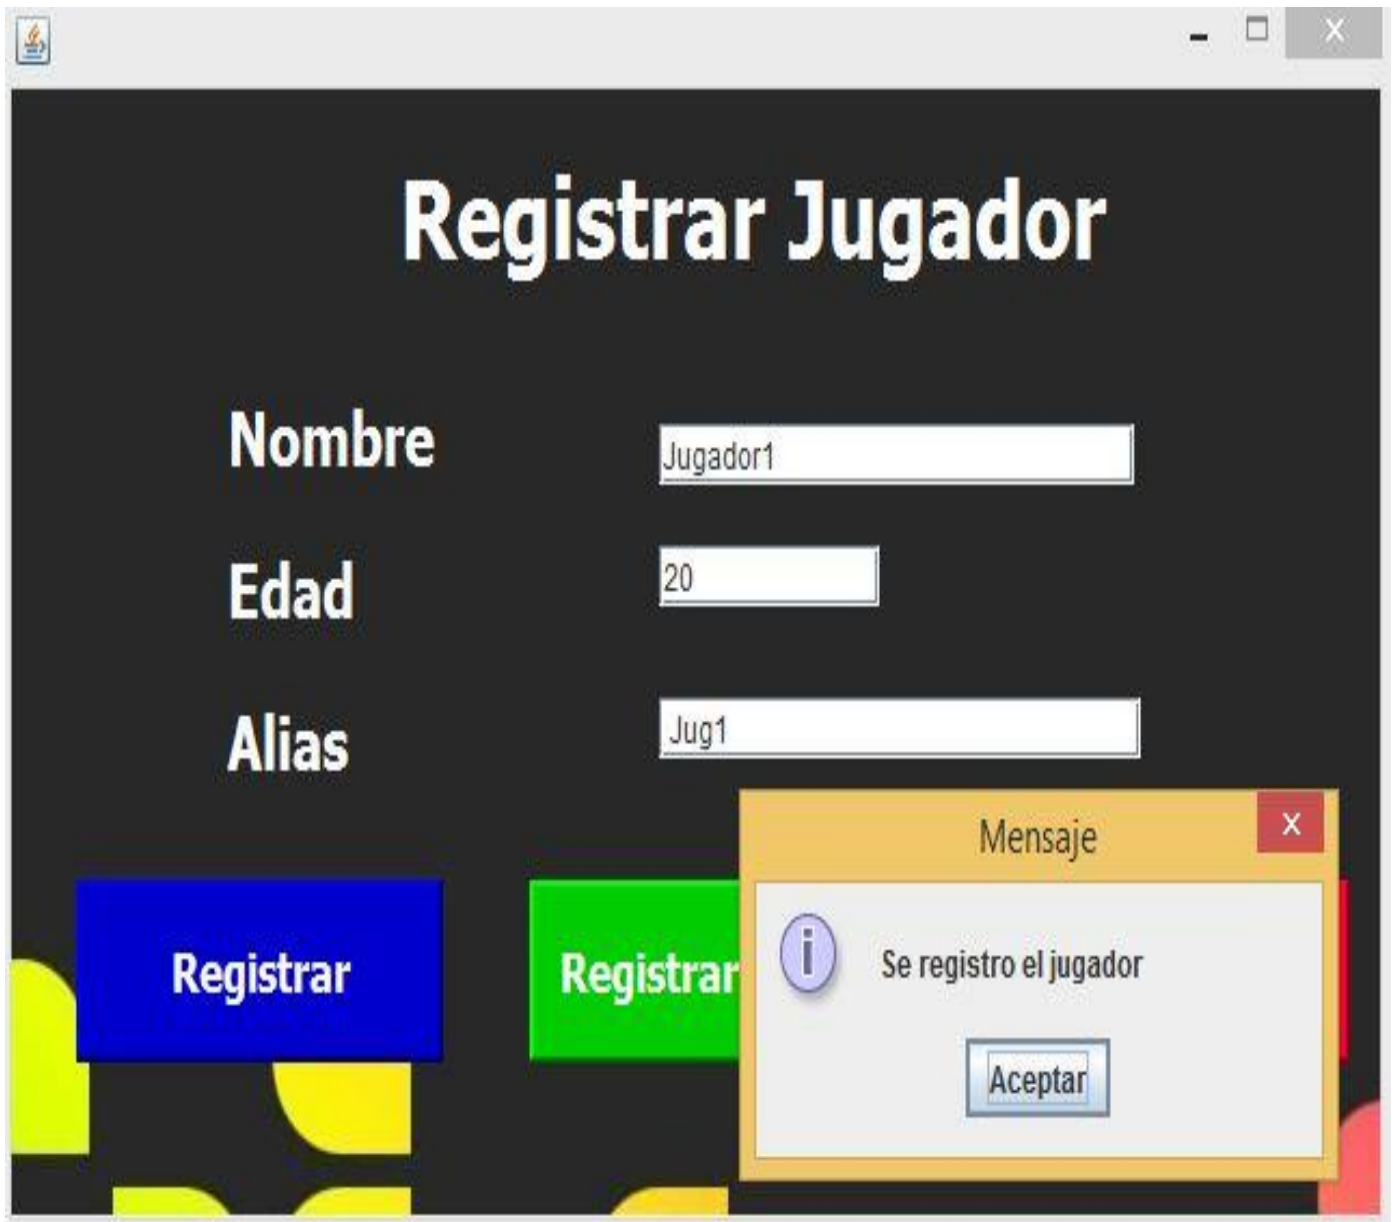 Registrar Jugador
Nombre
Jugador1
Edad
20
Alias
Jug1
Registrar
Registrar
Mensaje
X
Se registro el jugador
Aceptar